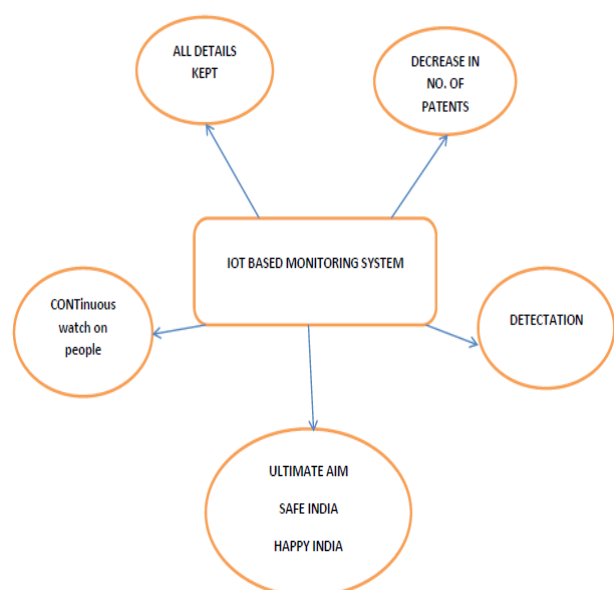 ALL DETAILS
KEPT
DECREASE IN
NO. OF
PATENTS
IOT BASED MONITORING SYSTEM
CONTinuous
watch on
people
DETECTATION
ULTIMATE AIM
SAFE INDIA
HAPPY INDIA